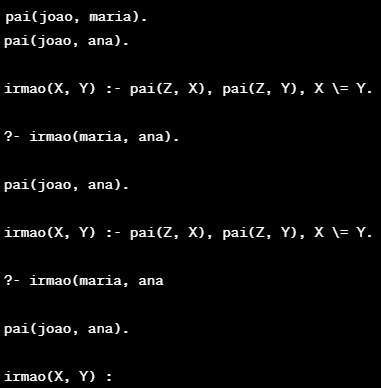 pai(joao, maria).
pai(joao, ana).
irmao(X, Y) :- pai(Z, X), pai(Z, Y), X \= Y.
?- irmao(maria, ana).
pai(joao, ana).
irmao(X, Y) :- pai(Z, X), pai(Z, Y), X \= Y.
?- irmao(maria, ana
pai(joao, ana).
irmao(X, Y) :